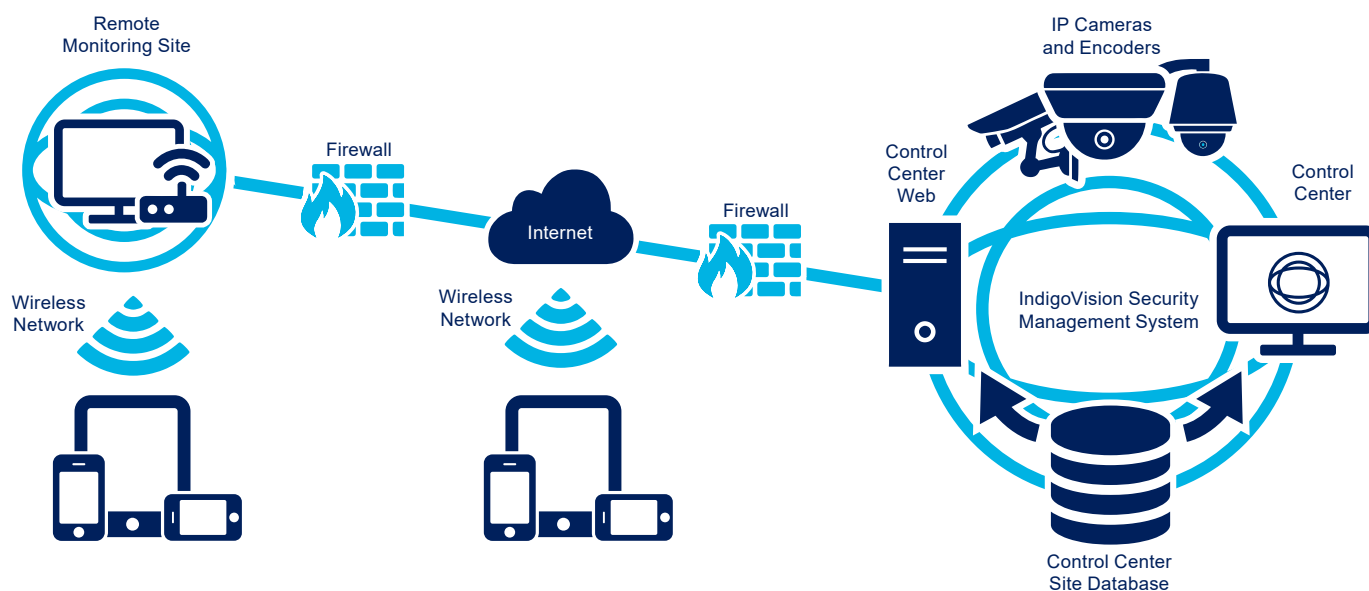 Remote
Monitoring Site
IP Cameras
and Encoders
Firewall
Control
Center
Web
Control
Center
Firewall
Internet
Wireless
Network
Wireless
Network
IndigoVision Security
Management System
Control Center
Site Database